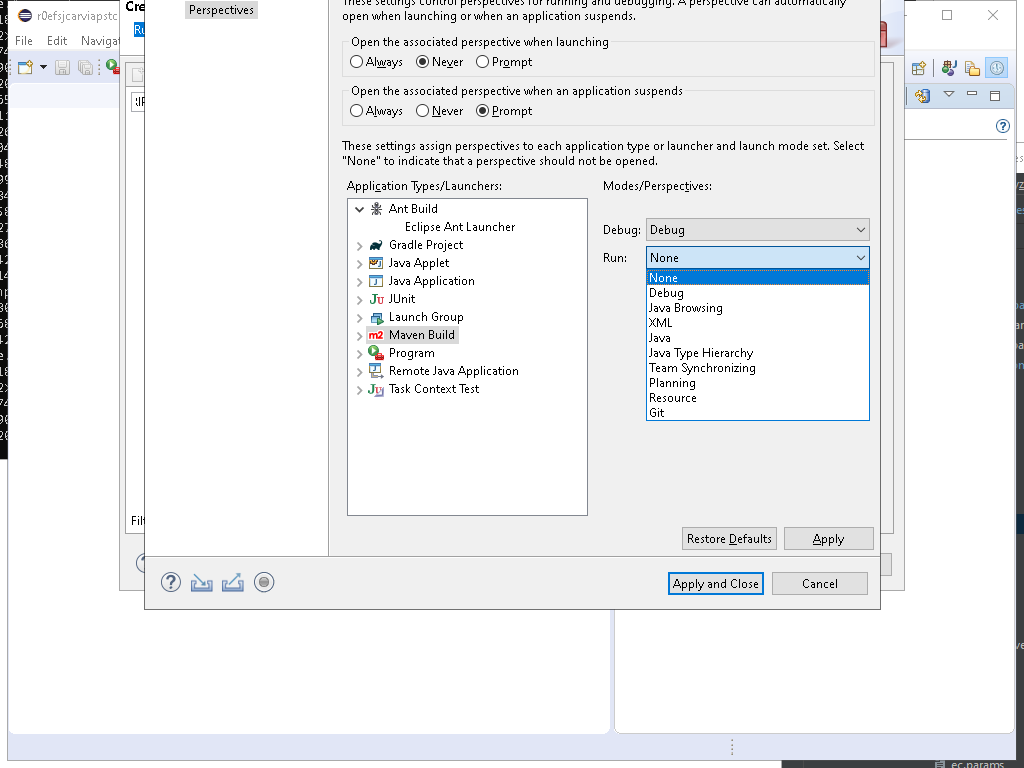 r0efsjcarviapstc
File Edit Navigat
Cre
Perspectives
These settings control perspectives for running and debugging. A perspective can automatically
open when launching or when an application suspends.
Open the associated perspective when launching
Always Never Prompt
Open the associated perspective when an application suspends
Always Never Prompt
These settings assign perspectives to each application type or launcher and launch mode set. Select
"None" to indicate that a perspective should not be opened.
Application Types/Launchers:
Modes/Perspectives:
Ant Build
Eclipse Ant Launcher
Gradle Project
Java Applet
Java Application
JUnit
Launch Group
Maven Build
Program
Remote Java Application
Task Context Test
Debug: Debug
Run: None
None
Debug
Java Browsing
XML
Java
Java Type Hierarchy
Team Synchronizing
Planning
Resource
Git
Filt
Restore Defaults Apply
Apply and Close Cancel
ec.params